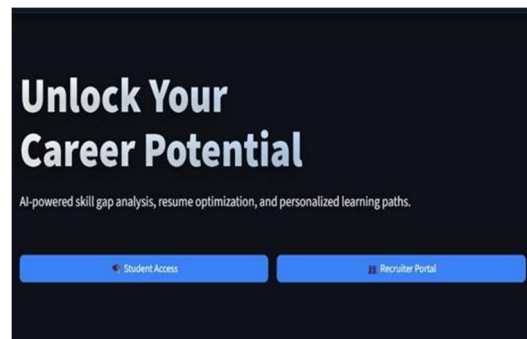 Unlock Your
Career Potential
AI-powered skill gap analysis, resume optimization, and personalized learning paths.
Student Access
Recruiter Portal